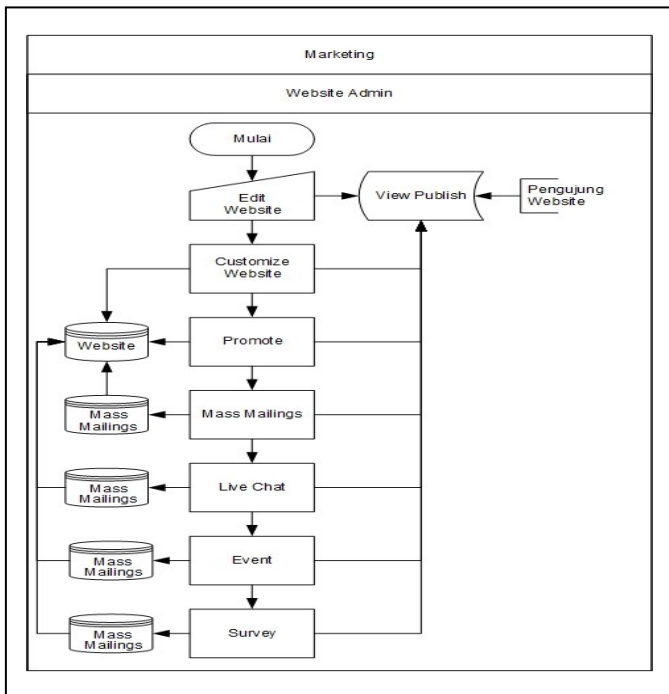 Marketing
Website Admin
Mulai
Edit
Website
View Publish
Pengujung
Website
Customize
Website
Website
Promote
Mass
Mailings
Mass Mailings
Mass
Mailings
Live Chat
Mass
Mailings
Event
Mass
Mailings
Survey